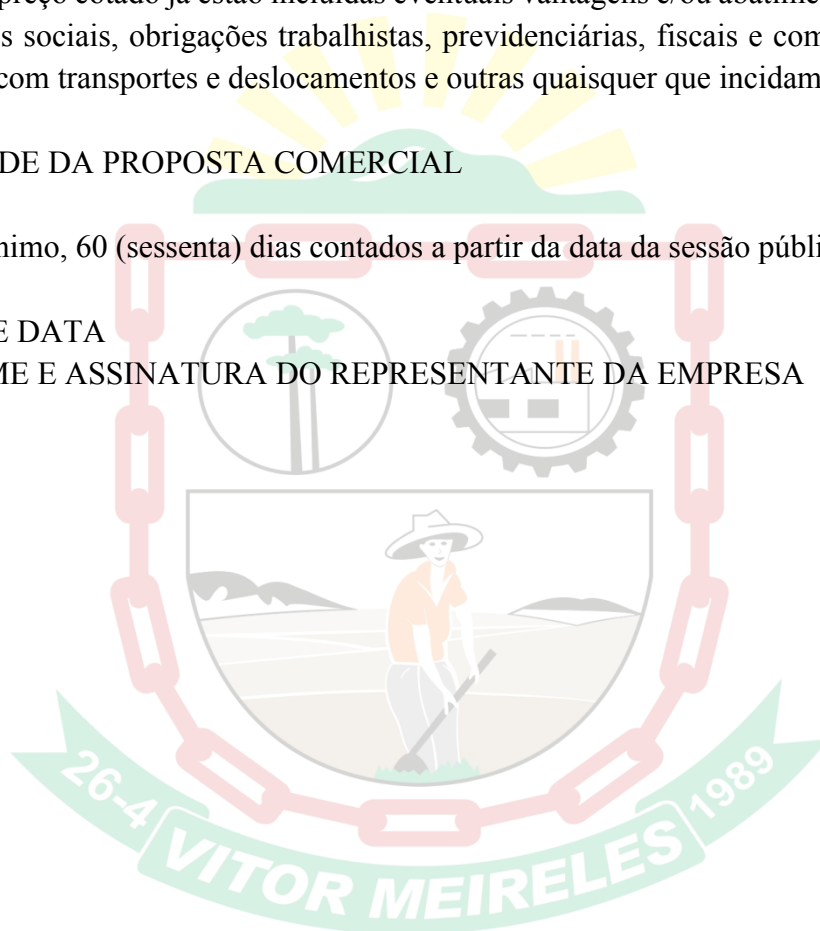 preço cotado já estão incluídas eventuais vantagens e/ou
s sociais, obrigações trabalhistas, previdenciárias, fiscais e com
com transportes e deslocamentos e outras quaisquer que incidam
DE DA PROPOSTA COMERCIAL
nimo, 60 (sessenta) dias contados a partir da data da sessão públi
E DATA
ME E ASSINATURA DO REPRESENTANTE DA EMPRESA
26-4 VITOR MEIRELES 1989